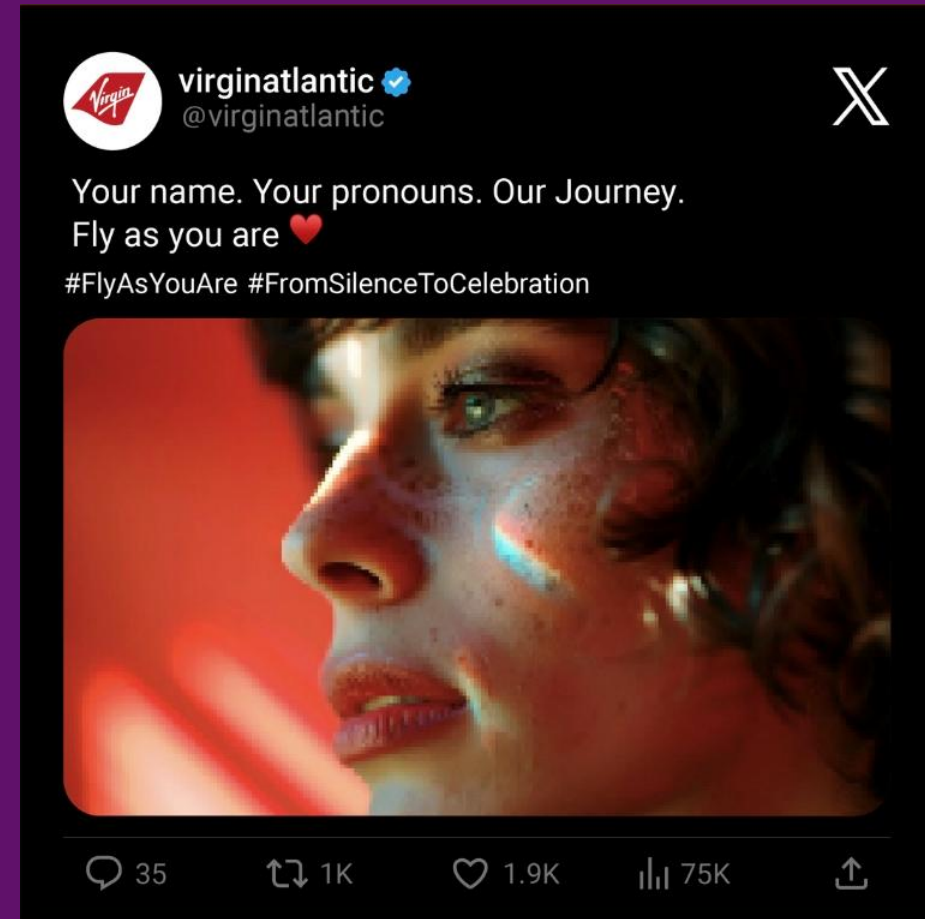 Virgin
virginatlantic
@virginatlantic
Your name. Your pronouns. Our Journey.
Fly as you are ♥️
#FlyAsYouAre #FromSilenceToCelebration
35 1K 1.9K 75K